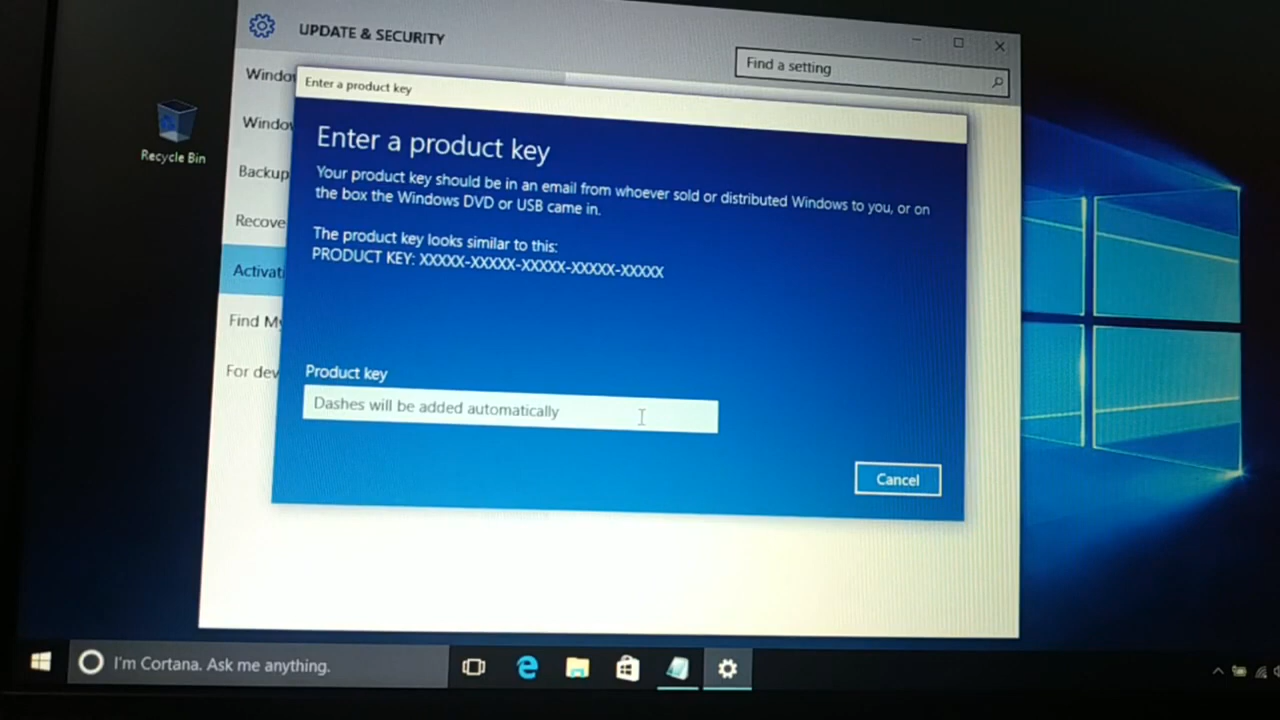 UPDATE & SECURITY
Find a setting
Enter a product key
Recycle Bin
Enter a product key
Your product key should be in an email from whoever sold or distributed Windows to you, or on
the box the Windows DVD or USB came in.
Backup
The product key looks similar to this:
PRODUCT KEY: XXXXX-XXXXX-XXXXX-XXXXX-XXXXX
Find My
For dev
Product key
Dashes will be added automatically
Cancel
I'm Cortana. Ask me anything.